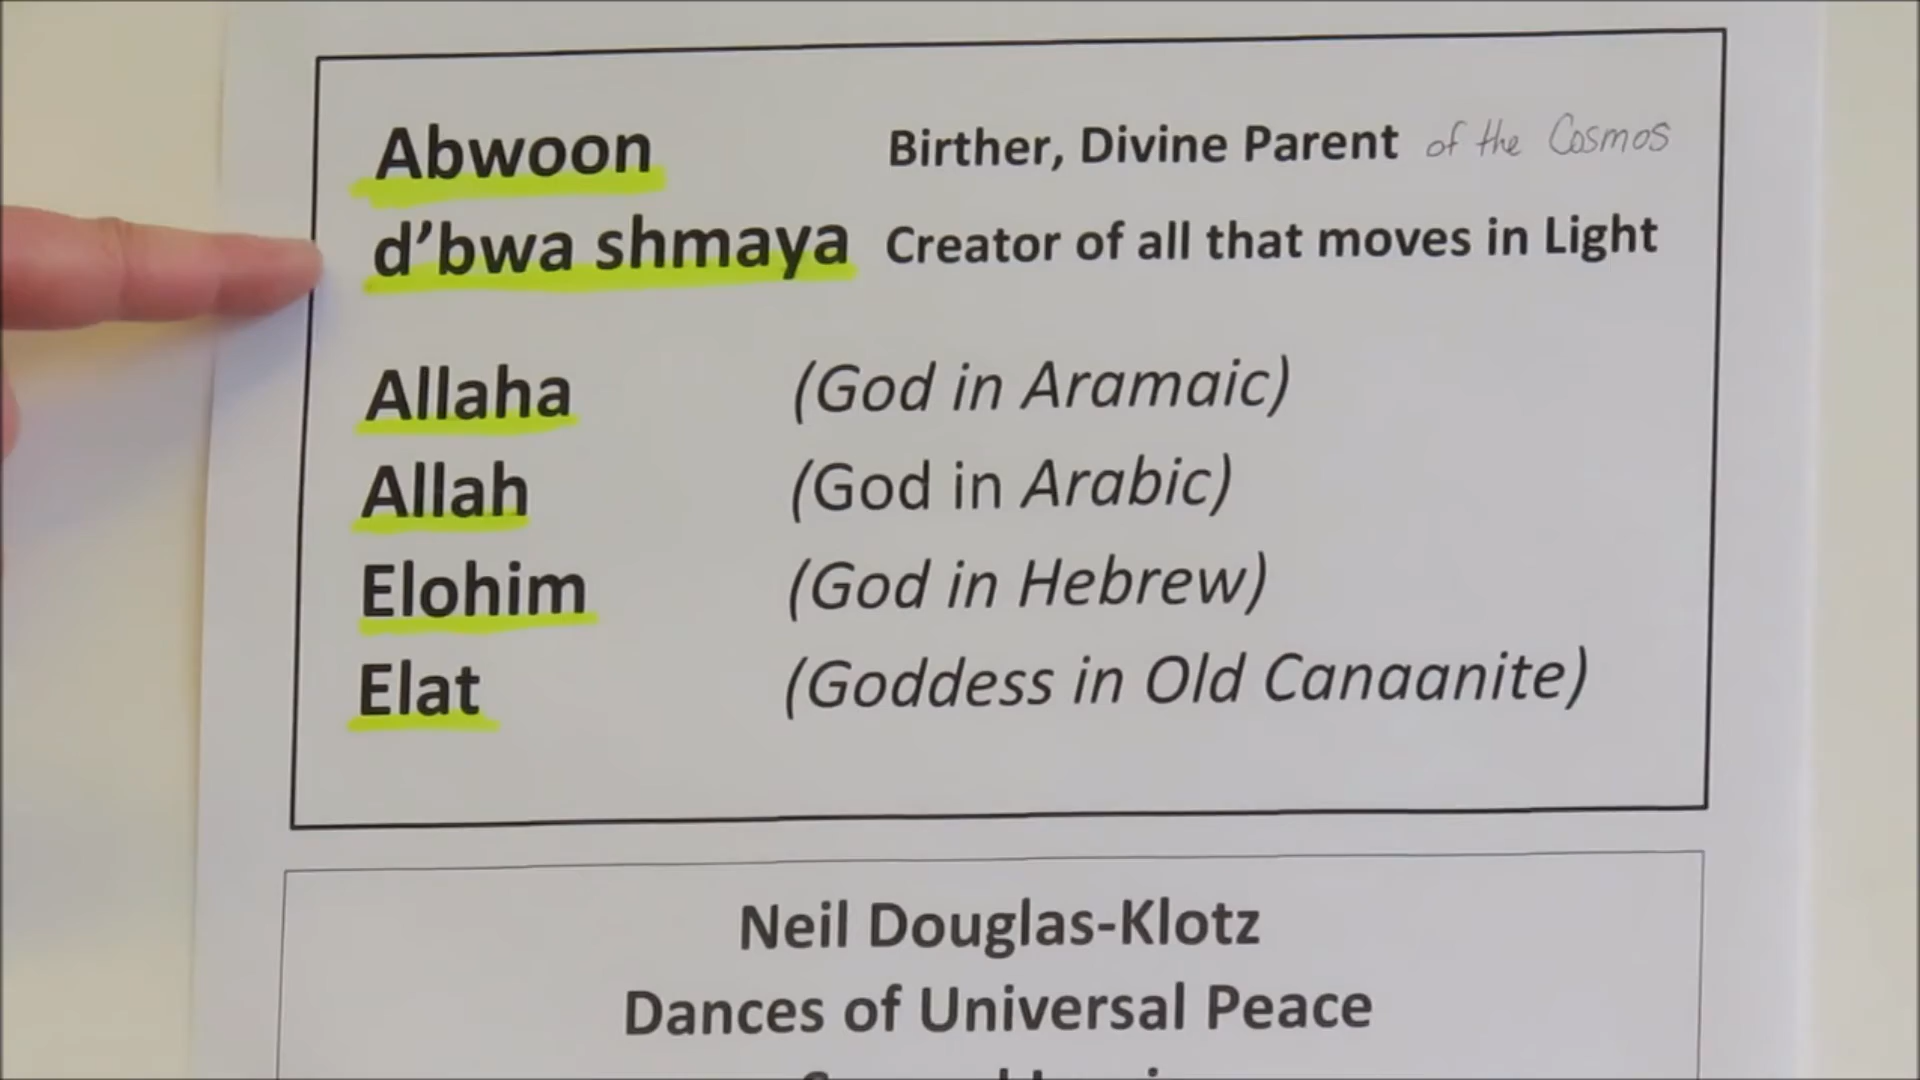 Abwoon Birther, Divine Parent of the Cosmos
d’bwa shmaya Creator of all that moves in Light
Allaha (God in Aramaic)
Allah (God in Arabic)
Elohim (God in Hebrew)
Elat (Goddess in Old Canaanite)
Neil Douglas-Klotz
Dances of Universal Peace